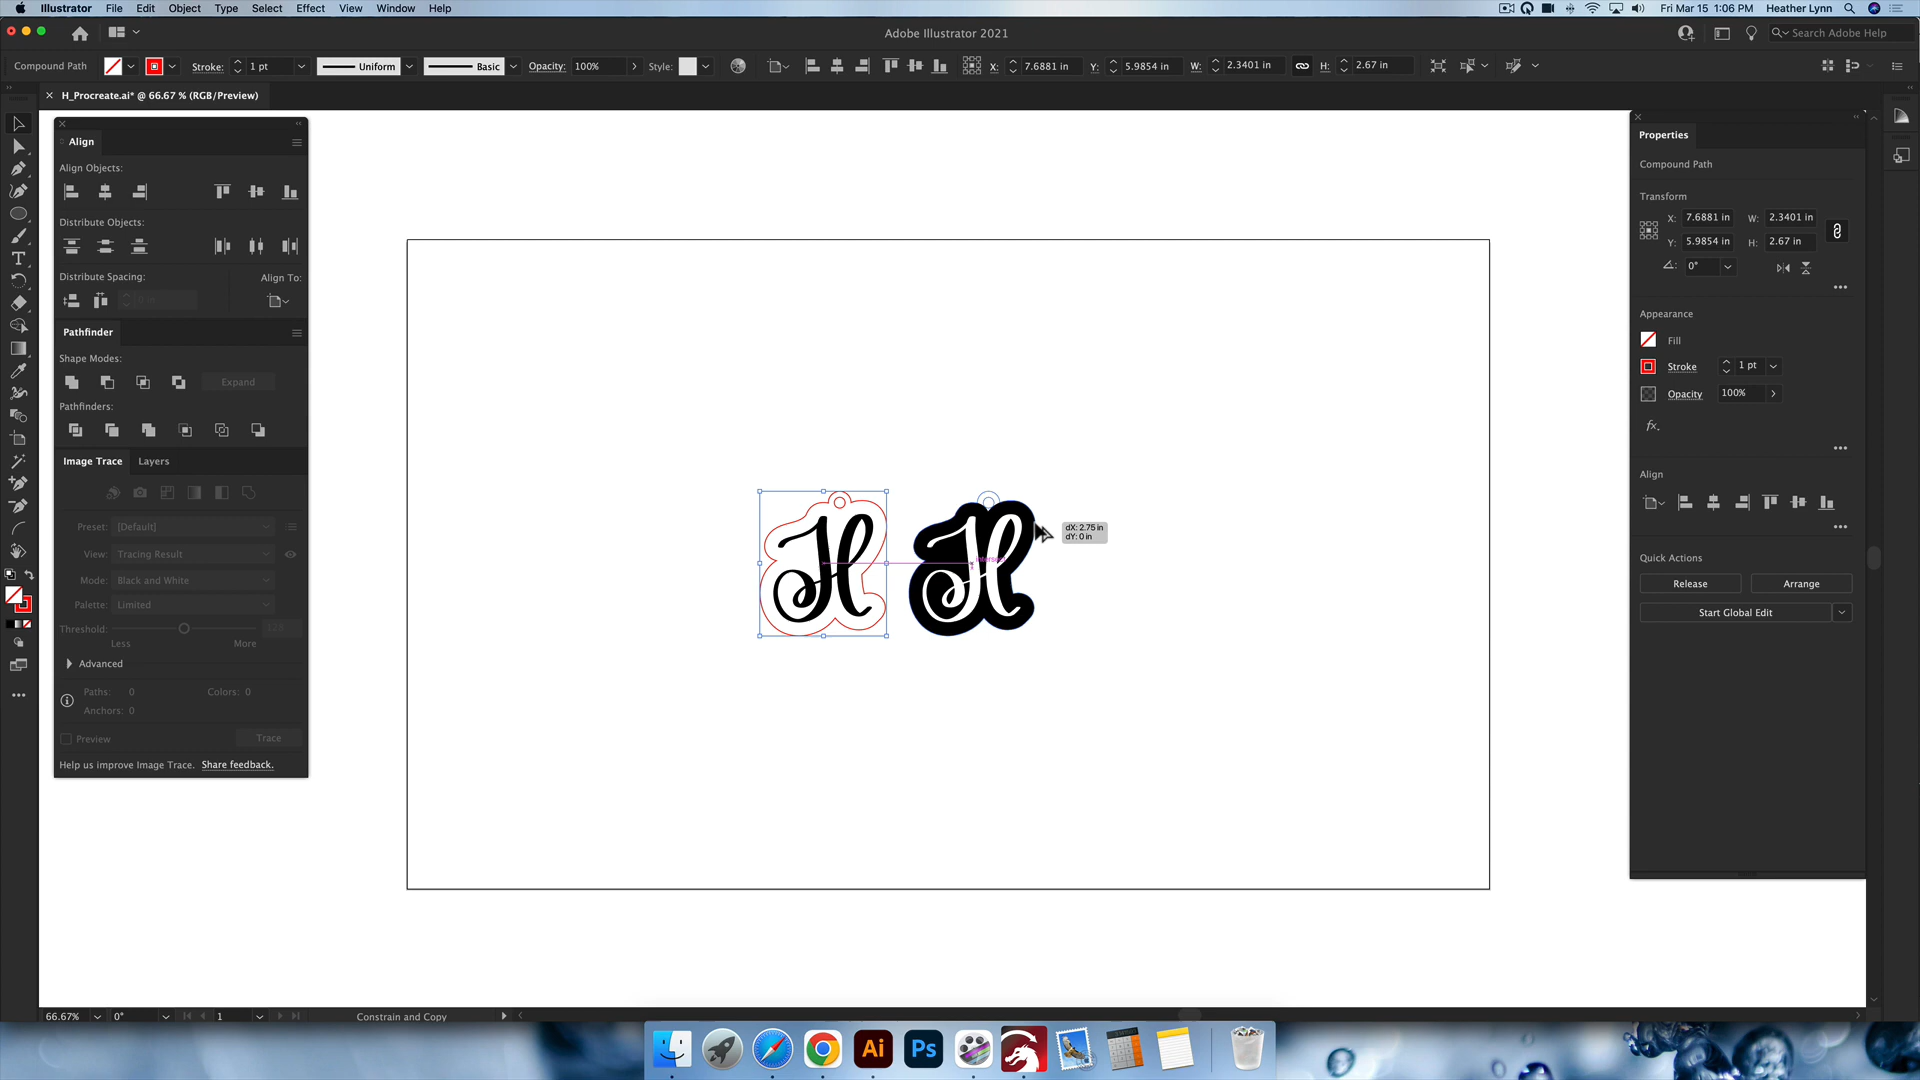 Illustrator File Edit Object Type Select Effect View Window Help Fri Mar 15 1:06 PM Heather Lynn
Adobe Illustrator 2021 Search Adobe Help
Compound Path Stroke: 1 pt Uniform Basic Opacity: 100% Style: X: 7.6881 in Y: 5.9854 in W: 2.3401 in H: 2.67 in
H_Procreate.ai* @ 66.67 % (RGB/Preview)
Align
Align Objects:
Distribute Objects:
Distribute Spacing: Align To:
0 in
Pathfinder
Shape Modes:
Expand
Pathfinders:
Image Trace Layers
Preset: [Default]
View: Tracing Result
Mode: Black and White
Palette: Limited
Threshold: 128
Less More
Advanced
Paths: 0 Colors: 0
Anchors: 0
Preview Trace
Help us improve Image Trace. Share feedback.
H H
dX: 2.75 in
dY: 0 in
Properties
Compound Path
Transform
X: 7.6881 in W: 2.3401 in
Y: 5.9854 in H: 2.67 in
0°
Appearance
Fill
Stroke 1 pt
Opacity 100%
fx.
Align
Quick Actions
Release Arrange
Start Global Edit
66.67% 0° 1 Constrain and Copy
Ai Ps